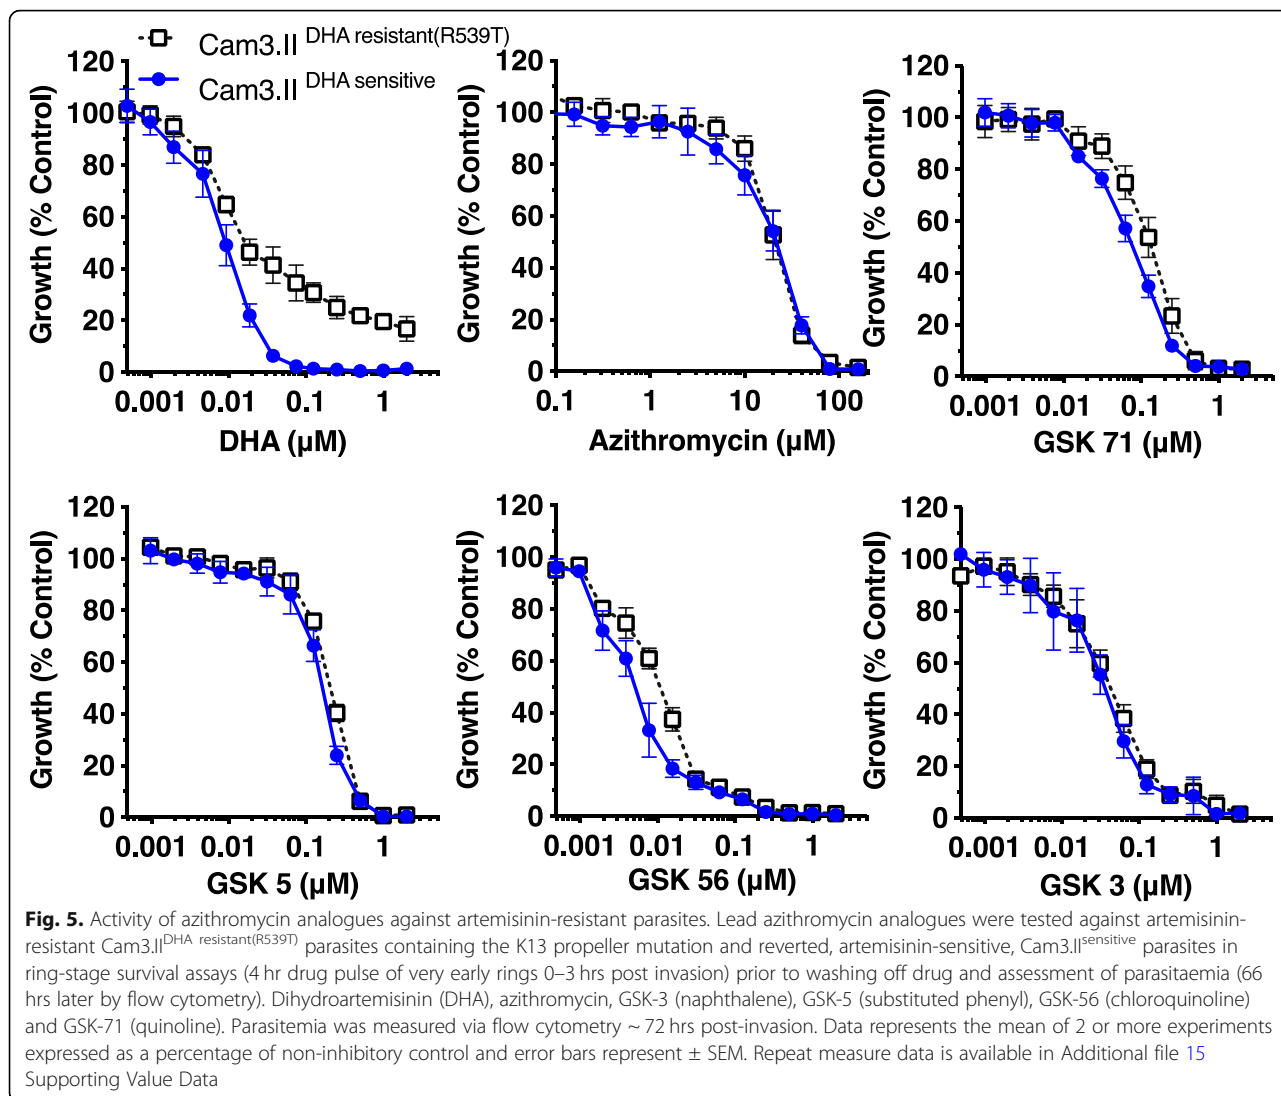 Cam3.II DHA resistant(R539T)
Cam3.II DHA sensitive
Growth (% Control)
120
100
80
60
40
20
0
0.001 0.01 0.1 1
DHA (µM)
Growth (% Control)
120
100
80
60
40
20
0
0.1 1 10 100
Azithromycin (µM)
Growth (% Control)
120
100
80
60
40
20
0
0.001 0.01 0.1 1
GSK 71 (µM)
Growth (% Control)
120
100
80
60
40
20
0
0.001 0.01 0.1 1
GSK 5 (µM)
Growth (% Control)
120
100
80
60
40
20
0
0.001 0.01 0.1 1
GSK 56 (µM)
Growth (% Control)
120
100
80
60
40
20
0
0.001 0.01 0.1 1
GSK 3 (µM)
Fig. 5. Activity of azithromycin analogues against artemisinin-resistant parasites. Lead azithromycin analogues were tested against artemisinin-
resistant Cam3.II DHA resistant(R539T) parasites containing the K13 propeller mutation and reverted, artemisinin-sensitive, Cam3.II sensitive parasites in
ring-stage survival assays (4 hr drug pulse of very early rings 0–3 hrs post invasion) prior to washing off drug and assessment of parasitaemia (66
hrs later by flow cytometry). Dihydroartemisinin (DHA), azithromycin, GSK-3 (naphthalene), GSK-5 (substituted phenyl), GSK-56 (chloroquinoline)
and GSK-71 (quinoline). Parasitemia was measured via flow cytometry ~ 72 hrs post-invasion. Data represents the mean of 2 or more experiments
expressed as a percentage of non-inhibitory control and error bars represent ± SEM. Repeat measure data is available in Additional file 15
Supporting Value Data